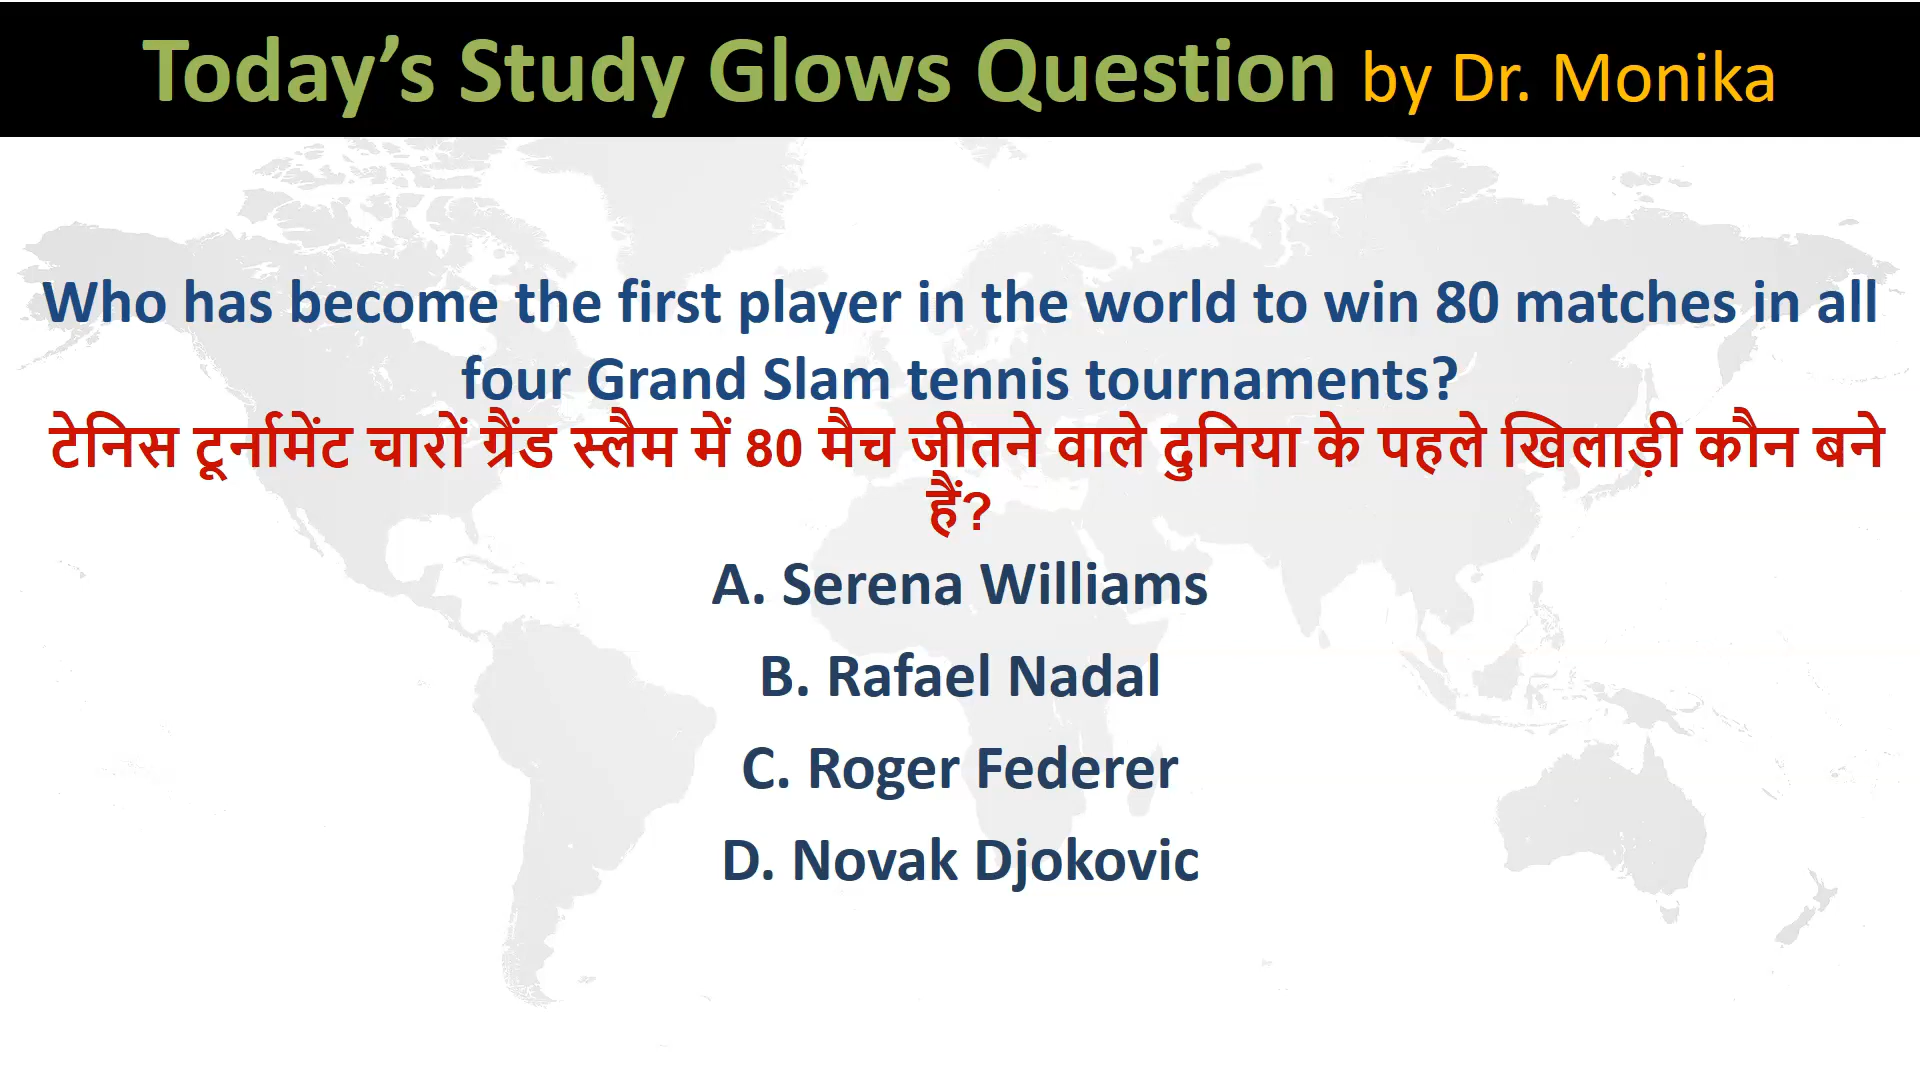 Today’s Study Glows Question by Dr. Monika
Who has become the first player in the world to win 80 matches in all
four Grand Slam tennis tournaments?
टेनिस टूर्नामेंट चारों ग्रैंड स्लैम में 80 मैच जीतने वाले दुनिया के पहले खिलाड़ी कौन बने
हैं?
A. Serena Williams
B. Rafael Nadal
C. Roger Federer
D. Novak Djokovic